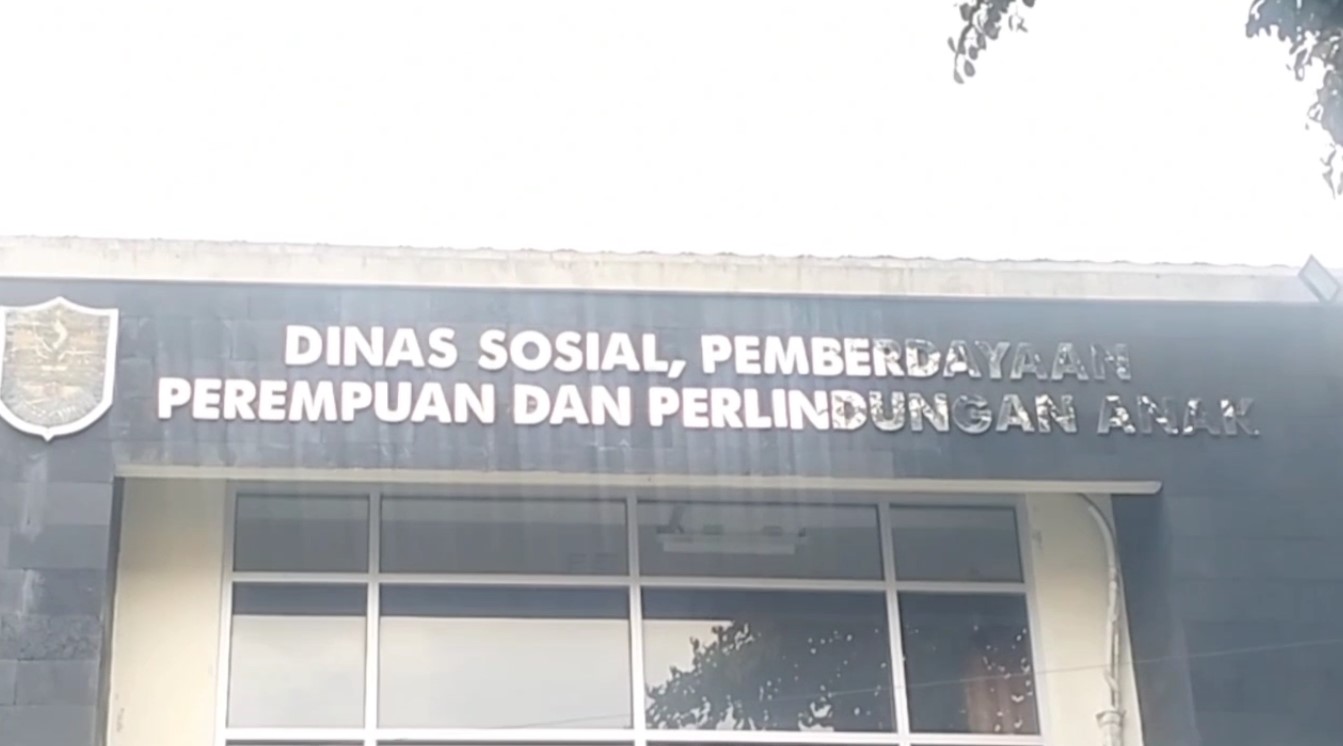 DINAS SOSIAL, PEMBERDAYAAN
PEREMPUAN DAN PERLINDUNGAN ANAK